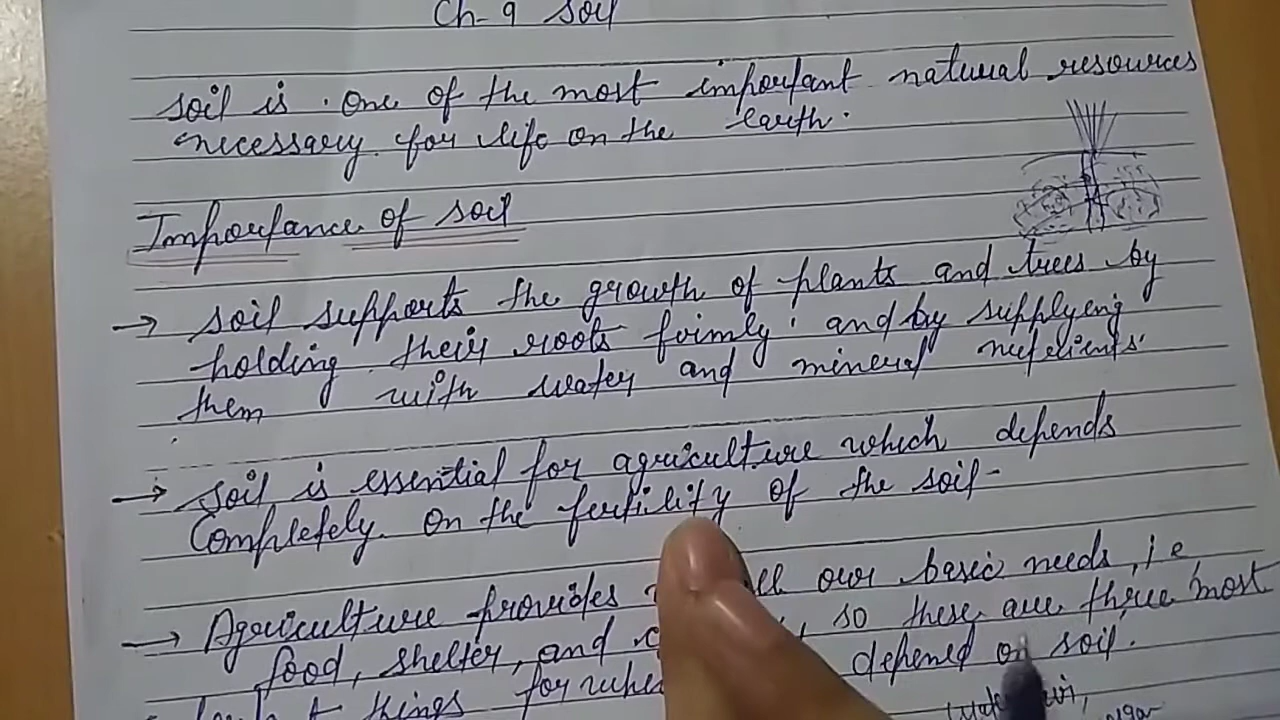 Ch-9 Soil
Soil is one of the most important natural resources
necessary for life on the earth.
Importance of soil
→ Soil supports the growth of plants and trees by
holding their roots firmly and by supplying
them with water and mineral nutrients.
→ Soil is essential for agriculture which depends
Completely on the fertility of the soil-
→ Agriculture provides our basic needs, i.e,
food, shelter, and so these are three most
things for depened on soil.